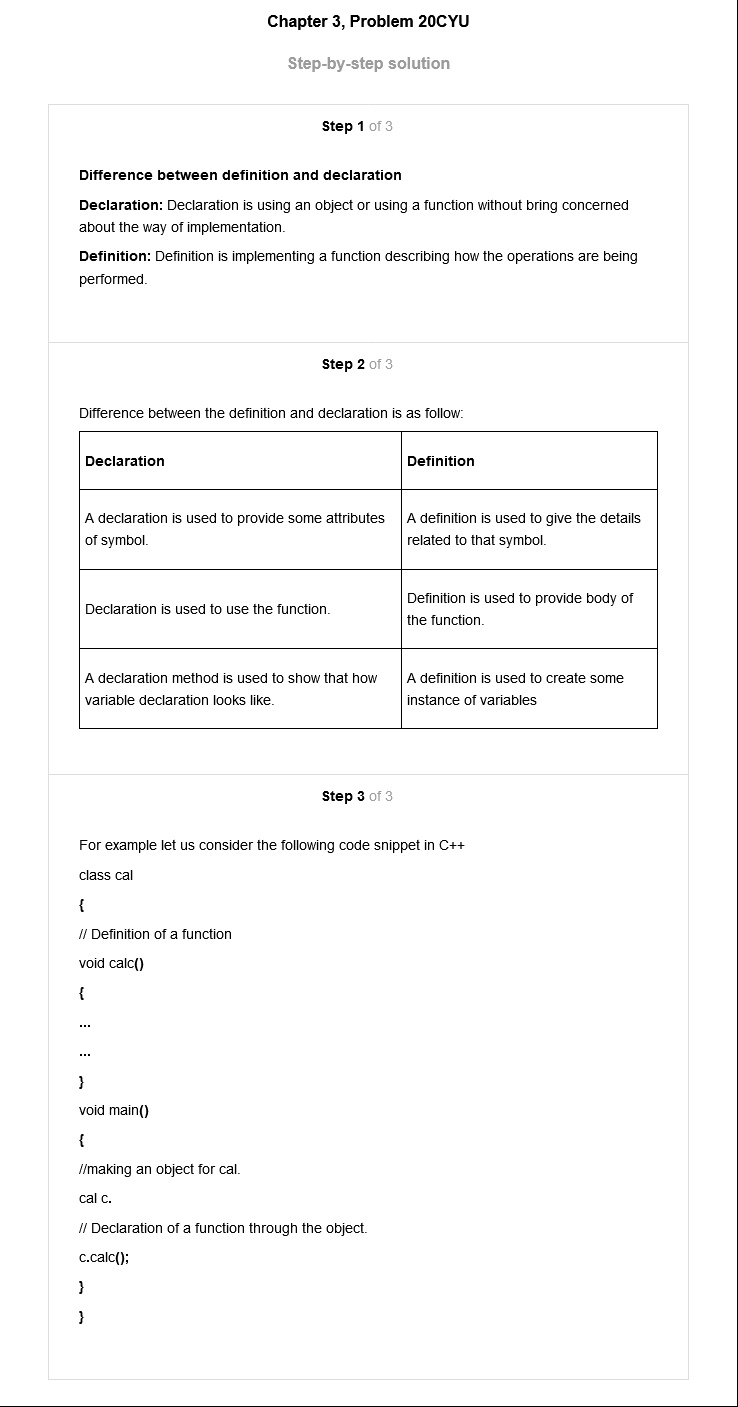 Chapter 3, Problem 20CYU
Step-by-step solution
Step 1 of 3
Difference between definition and declaration
Declaration: Declaration is using an object or using a function without bring concerned
about the way of implementation.
Definition: Definition is implementing a function describing how the operations are being
performed.
Step 2 of 3
Difference between the definition and declaration is as follow:
Declaration
Definition
A declaration is used to provide some attributes
of symbol.
A definition is used to give the details
related to that symbol.
Declaration is used to use the function.
Definition is used to provide body of
the function.
A declaration method is used to show that how
variable declaration looks like.
A definition is used to create some
instance of variables
Step 3 of 3
For example let us consider the following code snippet in C++
class cal
{
// Definition of a function
void calc()
{
...
...
}
void main()
{
//making an object for cal.
cal c.
// Declaration of a function through the object.
c.calc();
}
}